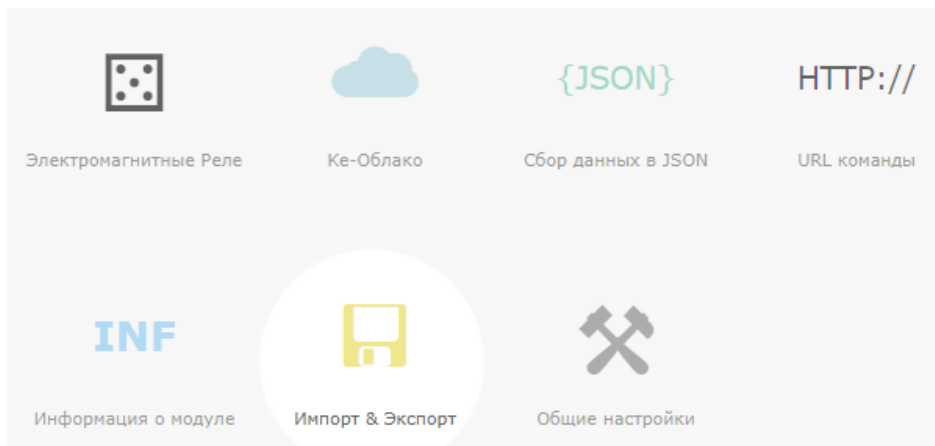 {JSON}
HTTP://
Электромагнитные Реле
Ке-Облако
Сбор данных в JSON
URL команды
INF
Информация о модуле
Импорт & Экспорт
Общие настройки